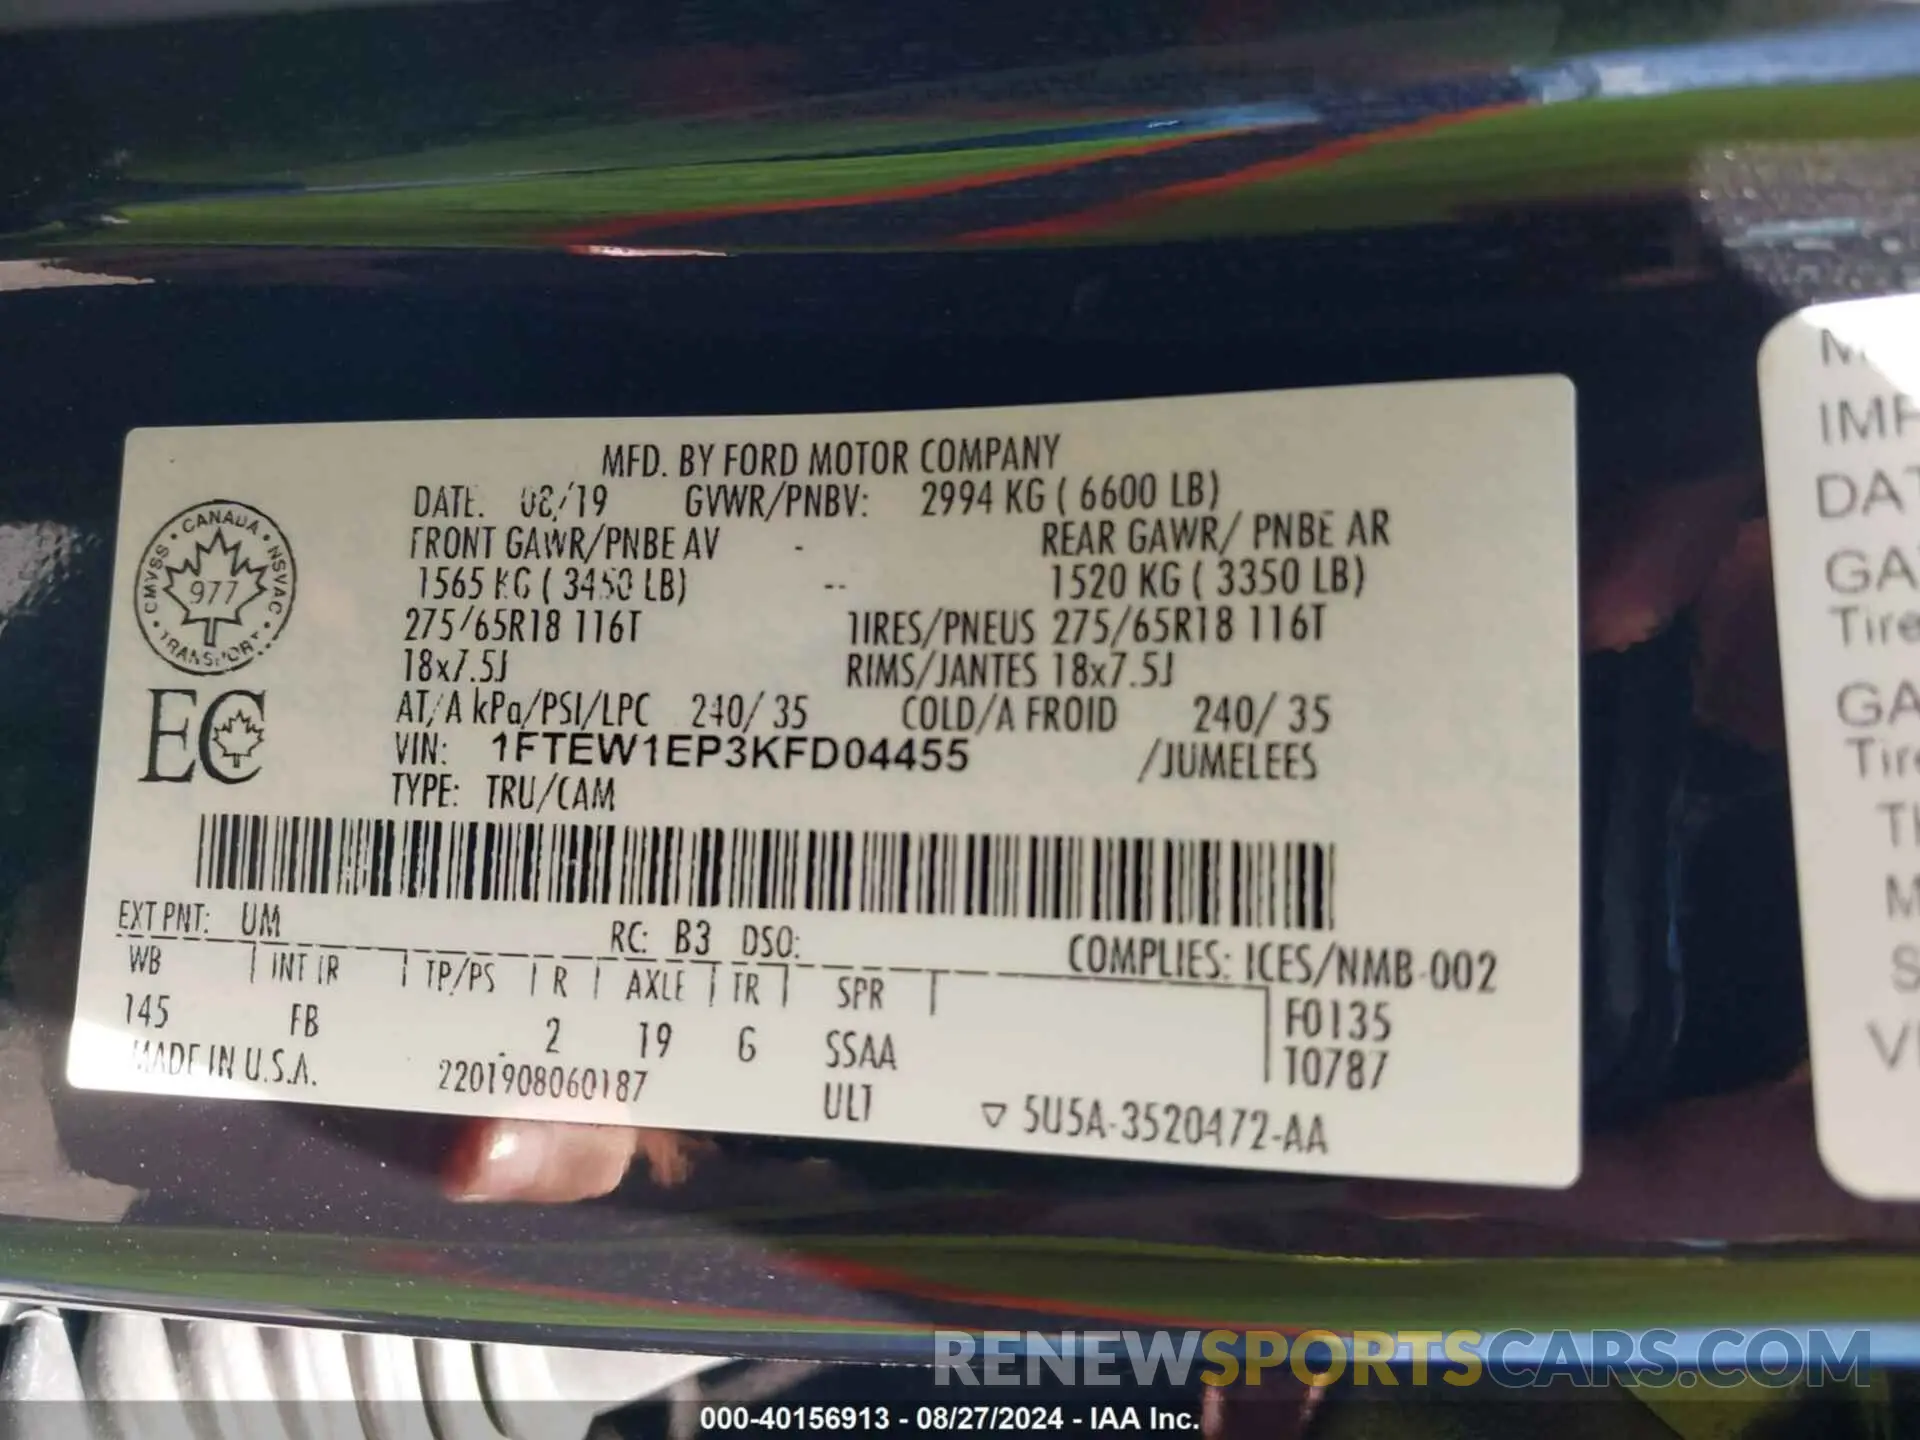 MFD. BY FORD MOTOR COMPANY
DATE. 08/19 GVWR/PNBV: 2994 KG ( 6600 LB)
FRONT GAWR/PNBE AV - REAR GAWR/ PNBE AR
1565 KG ( 3450 LB) -- 1520 KG ( 3350 LB)
275/65R18 116T TIRES/PNEUS 275/65R18 116T
18x7.5J RIMS/JANTES 18x7.5J
AT/A kPa/PSI/LPC 240/ 35 COLD/A FROID 240/ 35
VIN: 1FTEW1EP3KFD04455 /JUMELEES
TYPE: TRU/CAM
CANADA
CMVSS 977 NSVAC
TRANSPORT
EC
EXT PNT: UM RC: B3 DSO: COMPLIES: ICES/NMB-002
WB INT TR TP/PS R AXLE TR SPR F0135
145 FB 2 19 G SSAA T0787
MADE IN U.S.A. 2201908060187 ULT ▽ 5U5A-3520472-AA
DAT
GA
Tire
GA
RENEWSPORTSCARS.COM
000-40156913 - 08/27/2024 - IAA Inc.